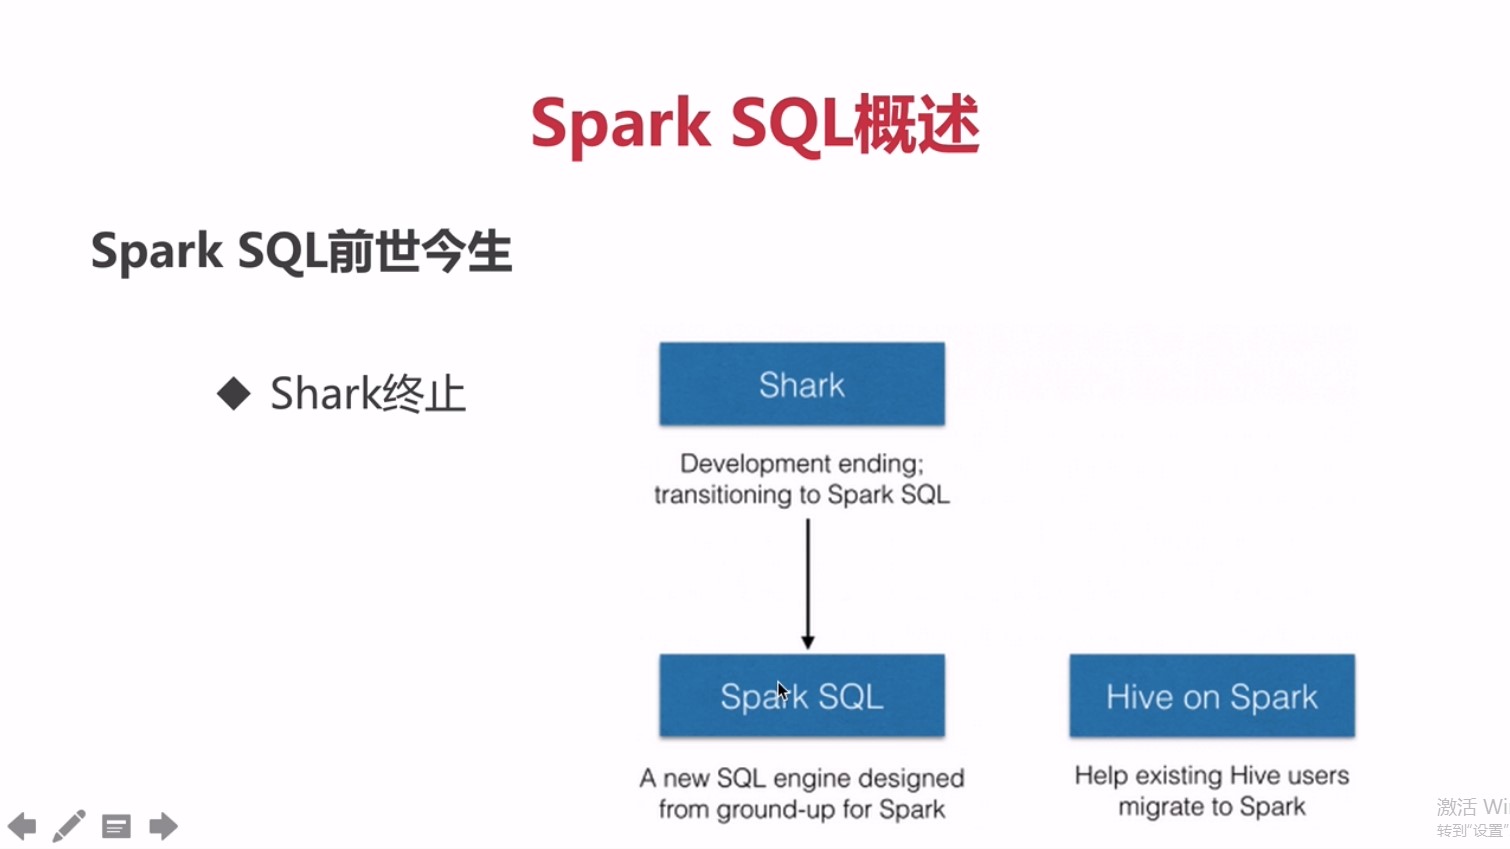 Spark SQL概述
Spark SQL前世今生
Shark终止
Shark
Development ending;
transitioning to Spark SQL
Spark SQL
A new SQL engine designed
from ground-up for Spark
Hive on Spark
Help existing Hive users
migrate to Spark
激活 Wi
转到"设置"